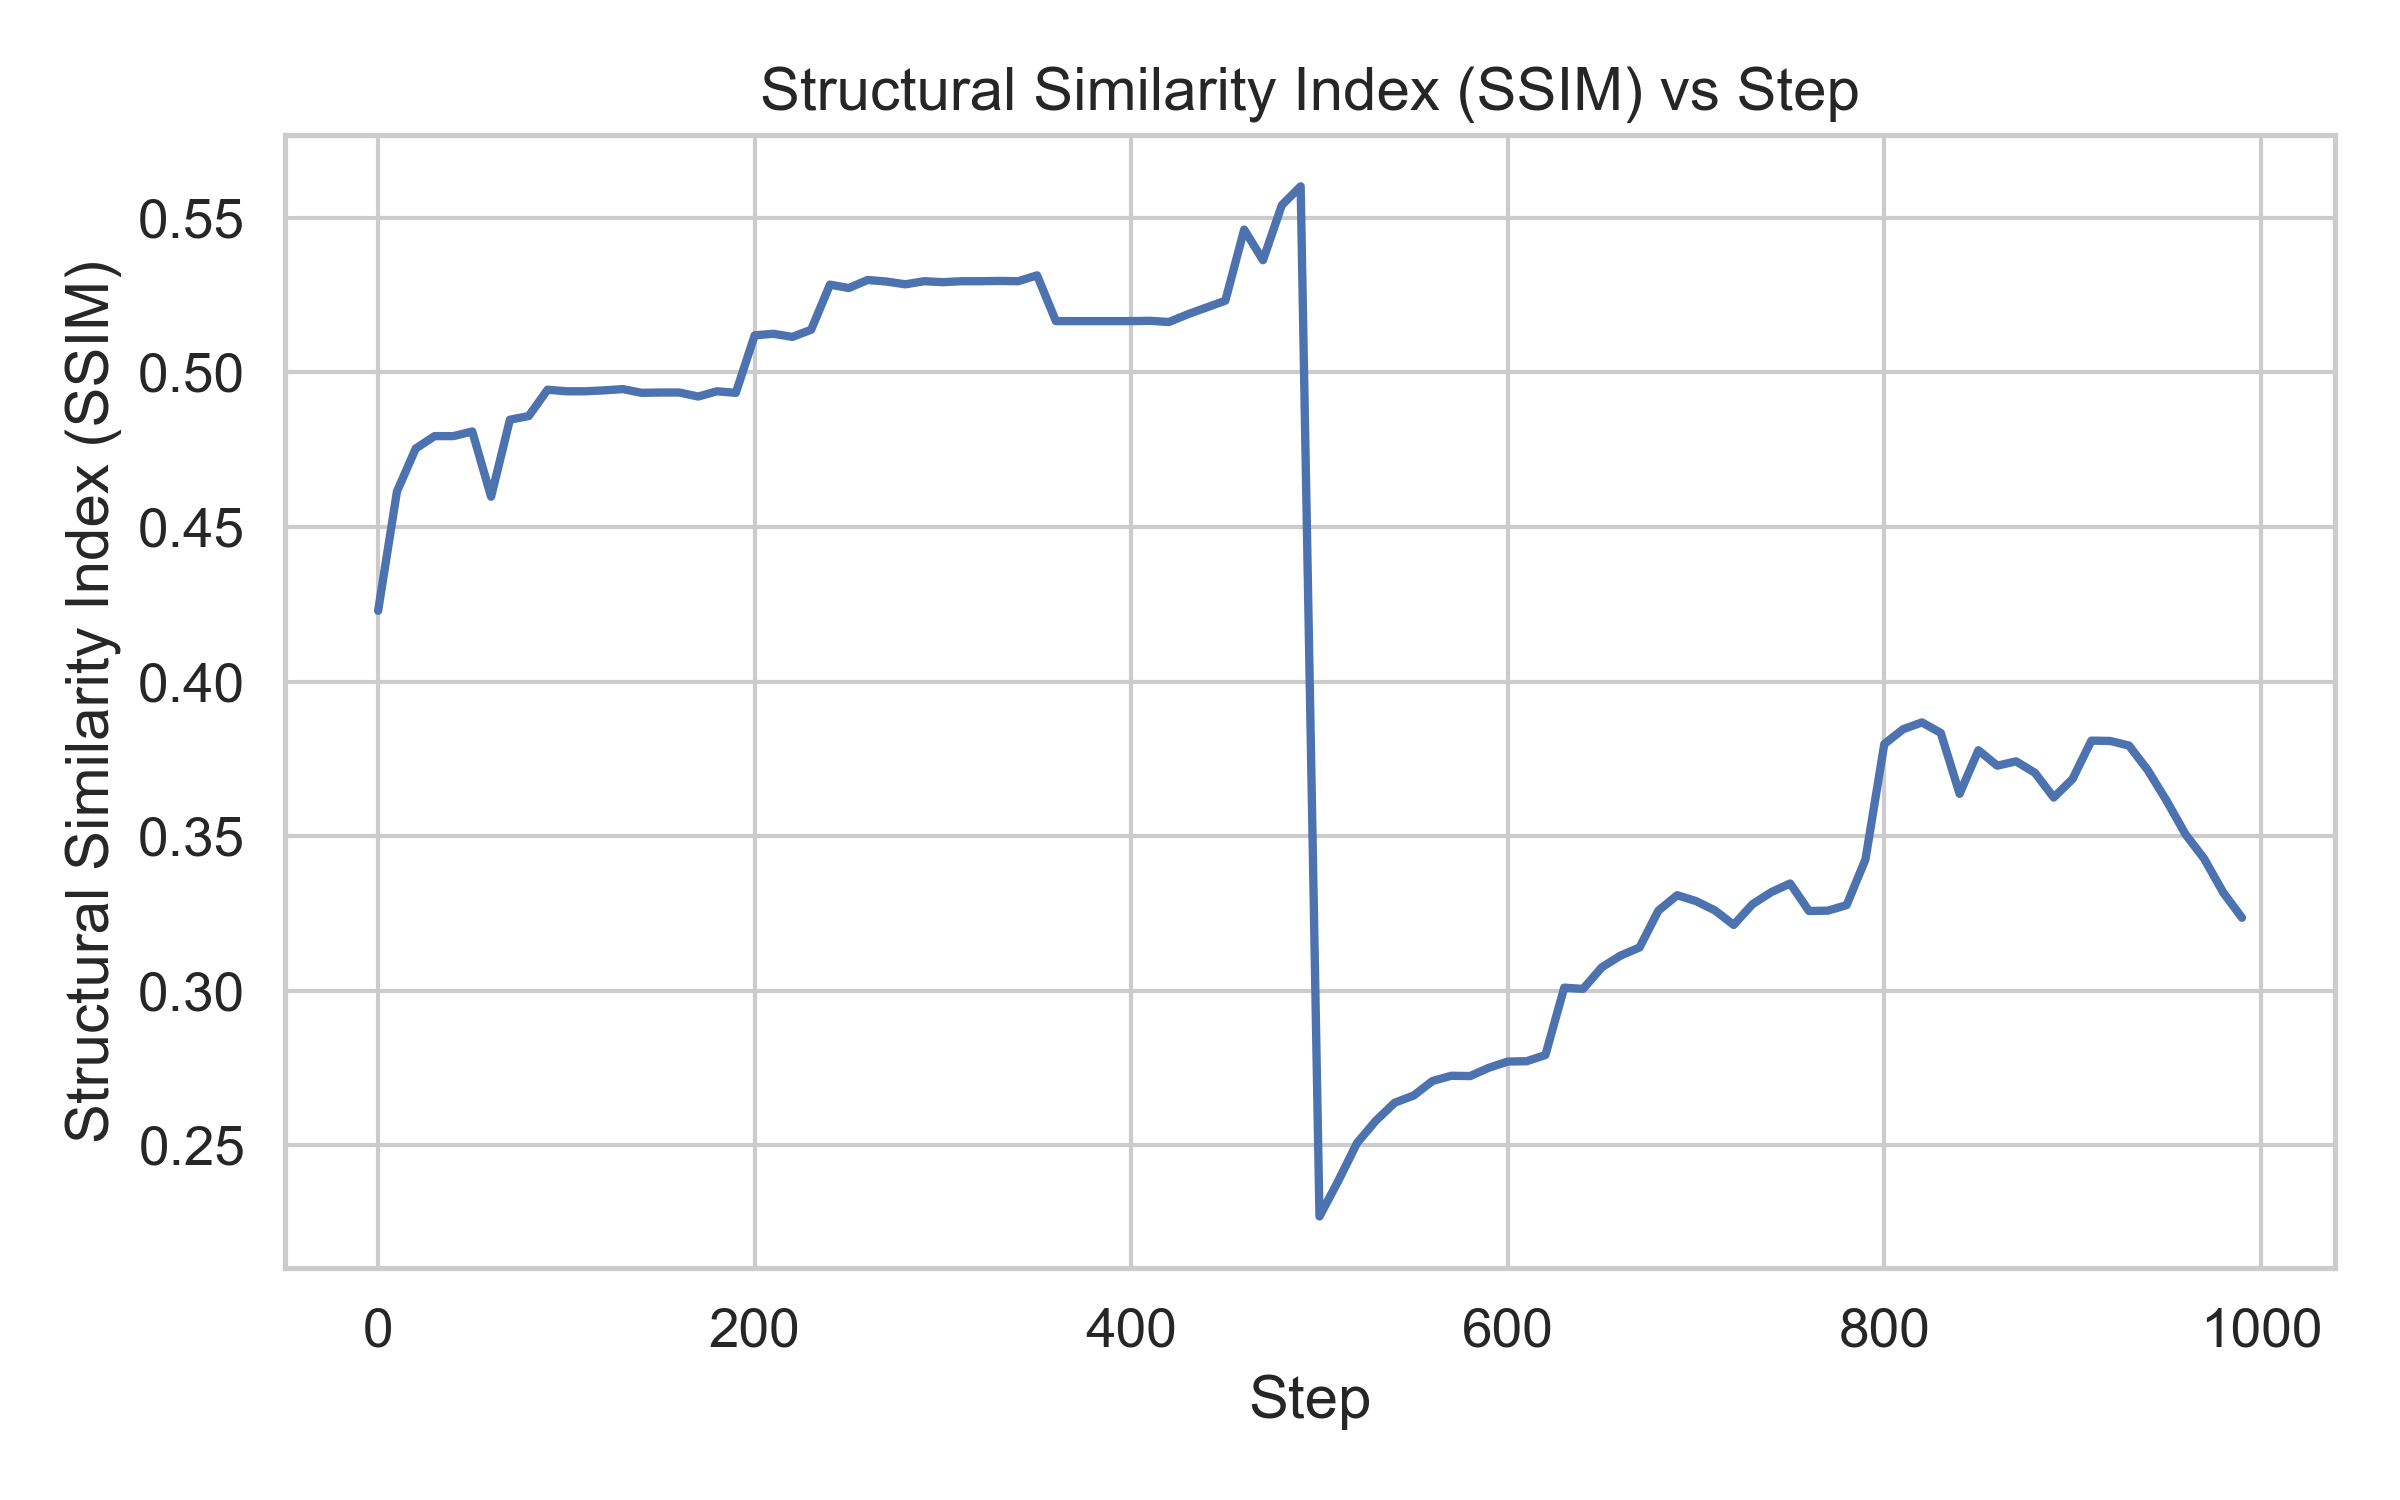 Structural Similarity Index (SSIM) vs Step
Structural Similarity Index (SSIM)
0.55
0.50
0.45
0.40
0.35
0.30
0.25
0 200 400 600 800 1000
Step